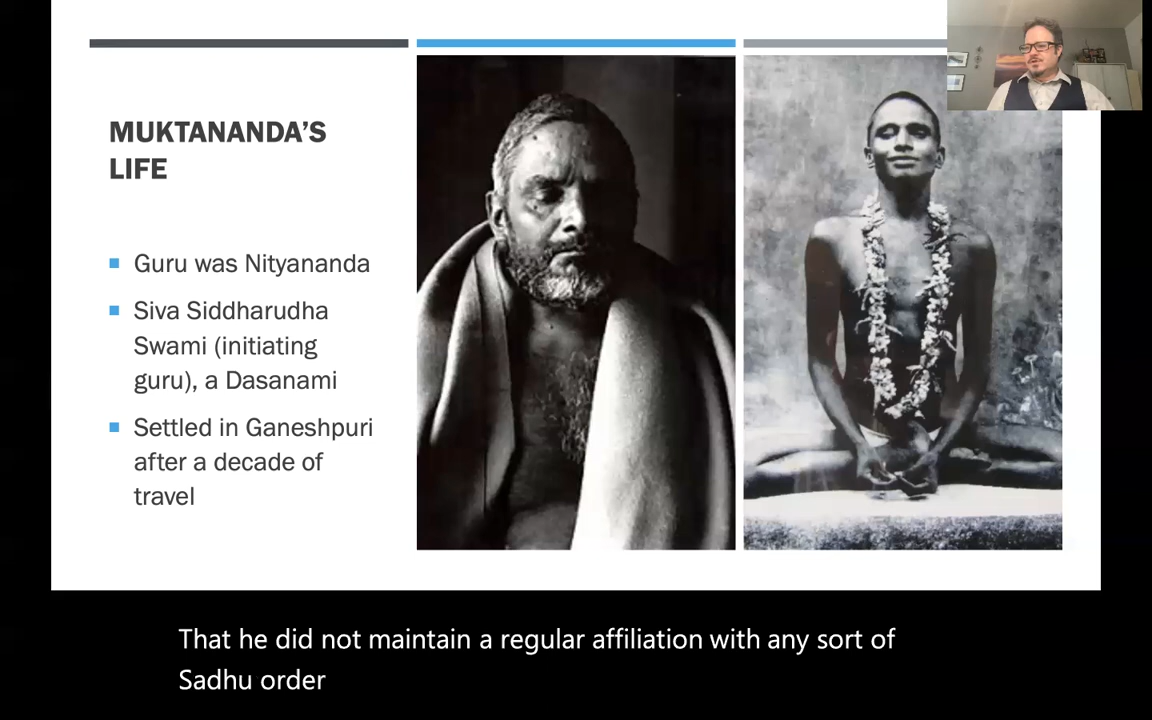 MUKTANANDA'S
LIFE
Guru was Nityananda
Siva Siddharudha
Swami (initiating
guru), a Dasanami
Settled in Ganeshpuri
after a decade of
travel
That he did not maintain a regular affiliation with any sort of
Sadhu order